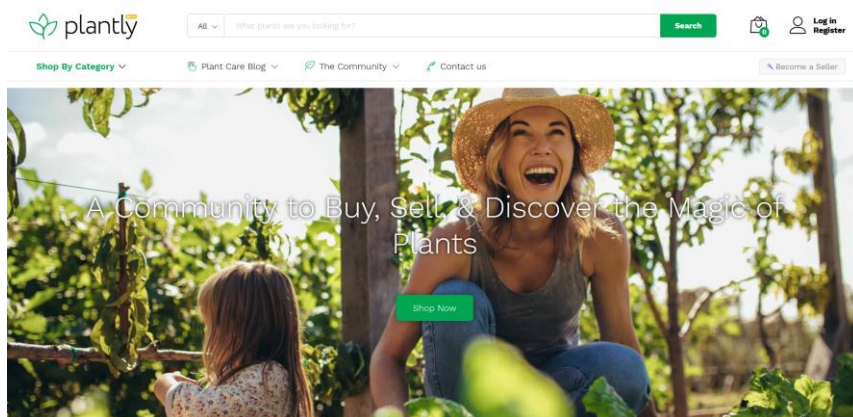 plantly BETA
All
What plants are you looking for?
Search
0
Log in
Register
Shop By Category
Plant Care Blog
The Community
Contact us
Become a Seller
A Community to Buy, Sell, & Discover the Magic of
Plants
Shop Now